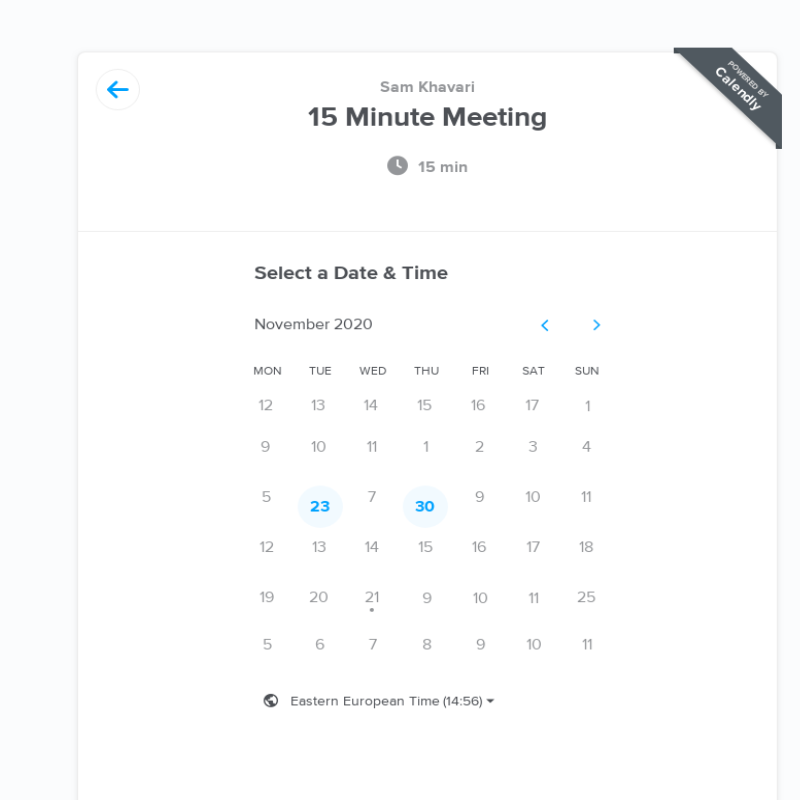 POWERED BY
Calendly
Sam Khavari
15 Minute Meeting
15 min
Select a Date & Time
November 2020
MON TUE WED THU FRI SAT SUN
12 13 14 15 16 17 1
9 10 11 1 2 3 4
5 23 7 30 9 10 11
12 13 14 15 16 17 18
19 20 21 9 10 11 25
5 6 7 8 9 10 11
Eastern European Time (14:56)